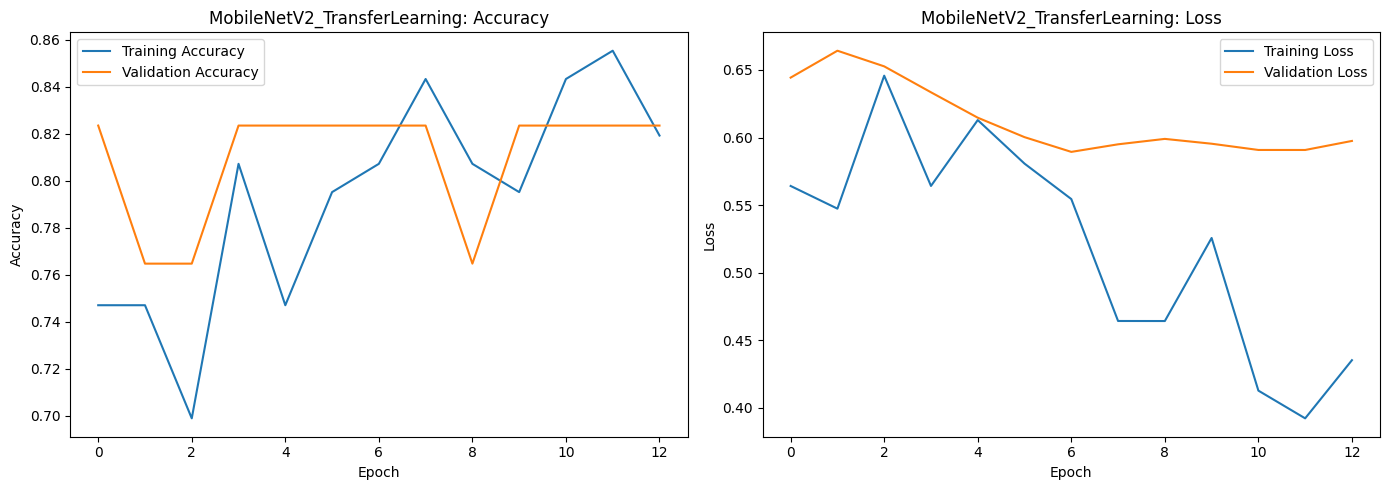 MobileNetV2_TransferLearning: Accuracy
Training Accuracy
Validation Accuracy
Accuracy
0.86
0.84
0.82
0.80
0.78
0.76
0.74
0.72
0.70
0 2 4 6 8 10 12
Epoch
MobileNetV2_TransferLearning: Loss
Training Loss
Validation Loss
Loss
0.65
0.60
0.55
0.50
0.45
0.40
0 2 4 6 8 10 12
Epoch